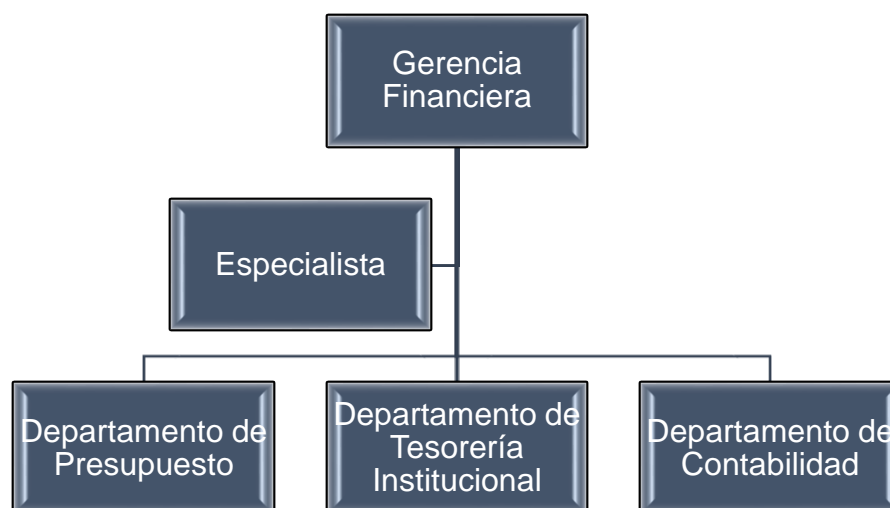 Gerencia
Financiera
Especialista
Departamento de
Presupuesto
Departamento de
Tesorería
Institucional
Departamento de
Contabilidad